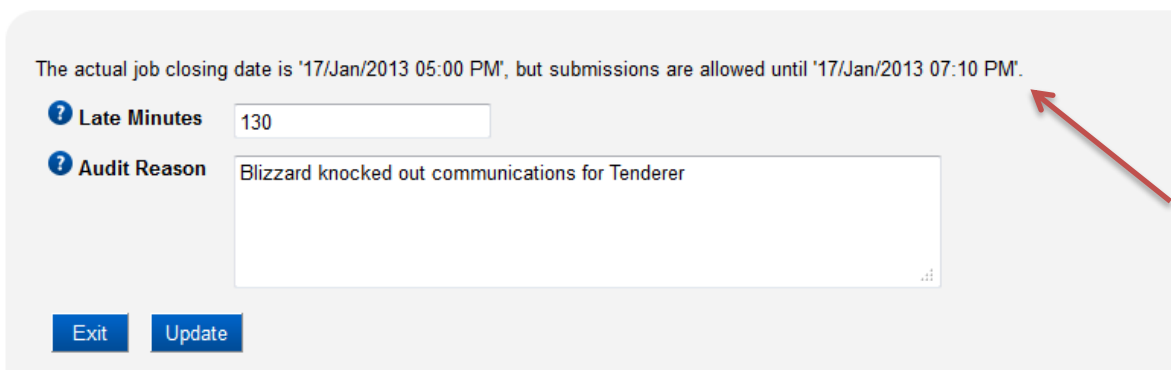 The actual job closing date is '17/Jan/2013 05:00 PM', but submissions are allowed until '17/Jan/2013 07:10 PM'.
? Late Minutes 130
? Audit Reason Blizzard knocked out communications for Tenderer
Exit Update